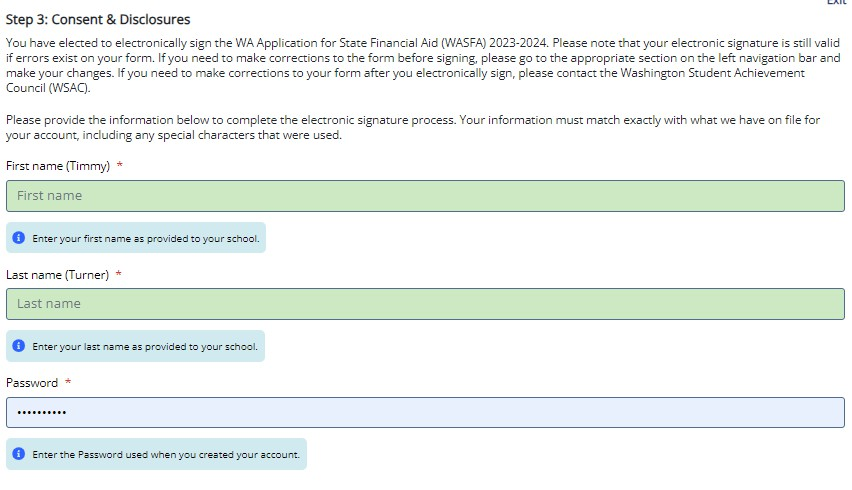 Exit
Step 3: Consent & Disclosures
You have elected to electronically sign the WA Application for State Financial Aid (WASFA) 2023-2024. Please note that your electronic signature is still valid
if errors exist on your form. If you need to make corrections to the form before signing, please go to the appropriate section on the left navigation bar and
make your changes. If you need to make corrections to your form after you electronically sign, please contact the Washington Student Achievement
Council (WSAC).
Please provide the information below to complete the electronic signature process. Your information must match exactly with what we have on file for
your account, including any special characters that were used.
First name (Timmy) *
First name
Enter your first name as provided to your school.
Last name (Turner) *
Last name
Enter your last name as provided to your school.
Password *
••••••••••
Enter the Password used when you created your account.